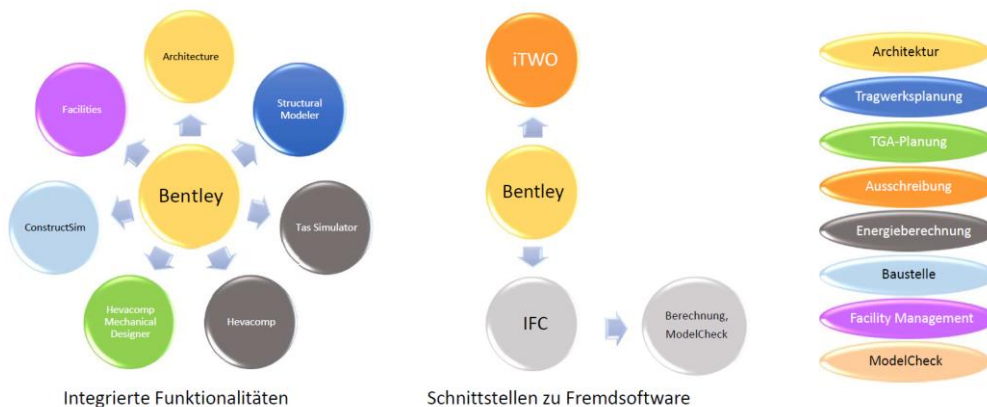 Architecture
Facilities
Structural
Modeler
Bentley
ConstructSim
Tas Simulator
Hevacomp
Mechanical
Designer
Hevacomp
Integrierte Funktionalitäten
iTWO
Bentley
IFC
Berechnung,
ModelCheck
Schnittstellen zu Fremdsoftware
Architektur
Tragwerksplanung
TGA-Planung
Ausschreibung
Energieberechnung
Baustelle
Facility Management
ModelCheck